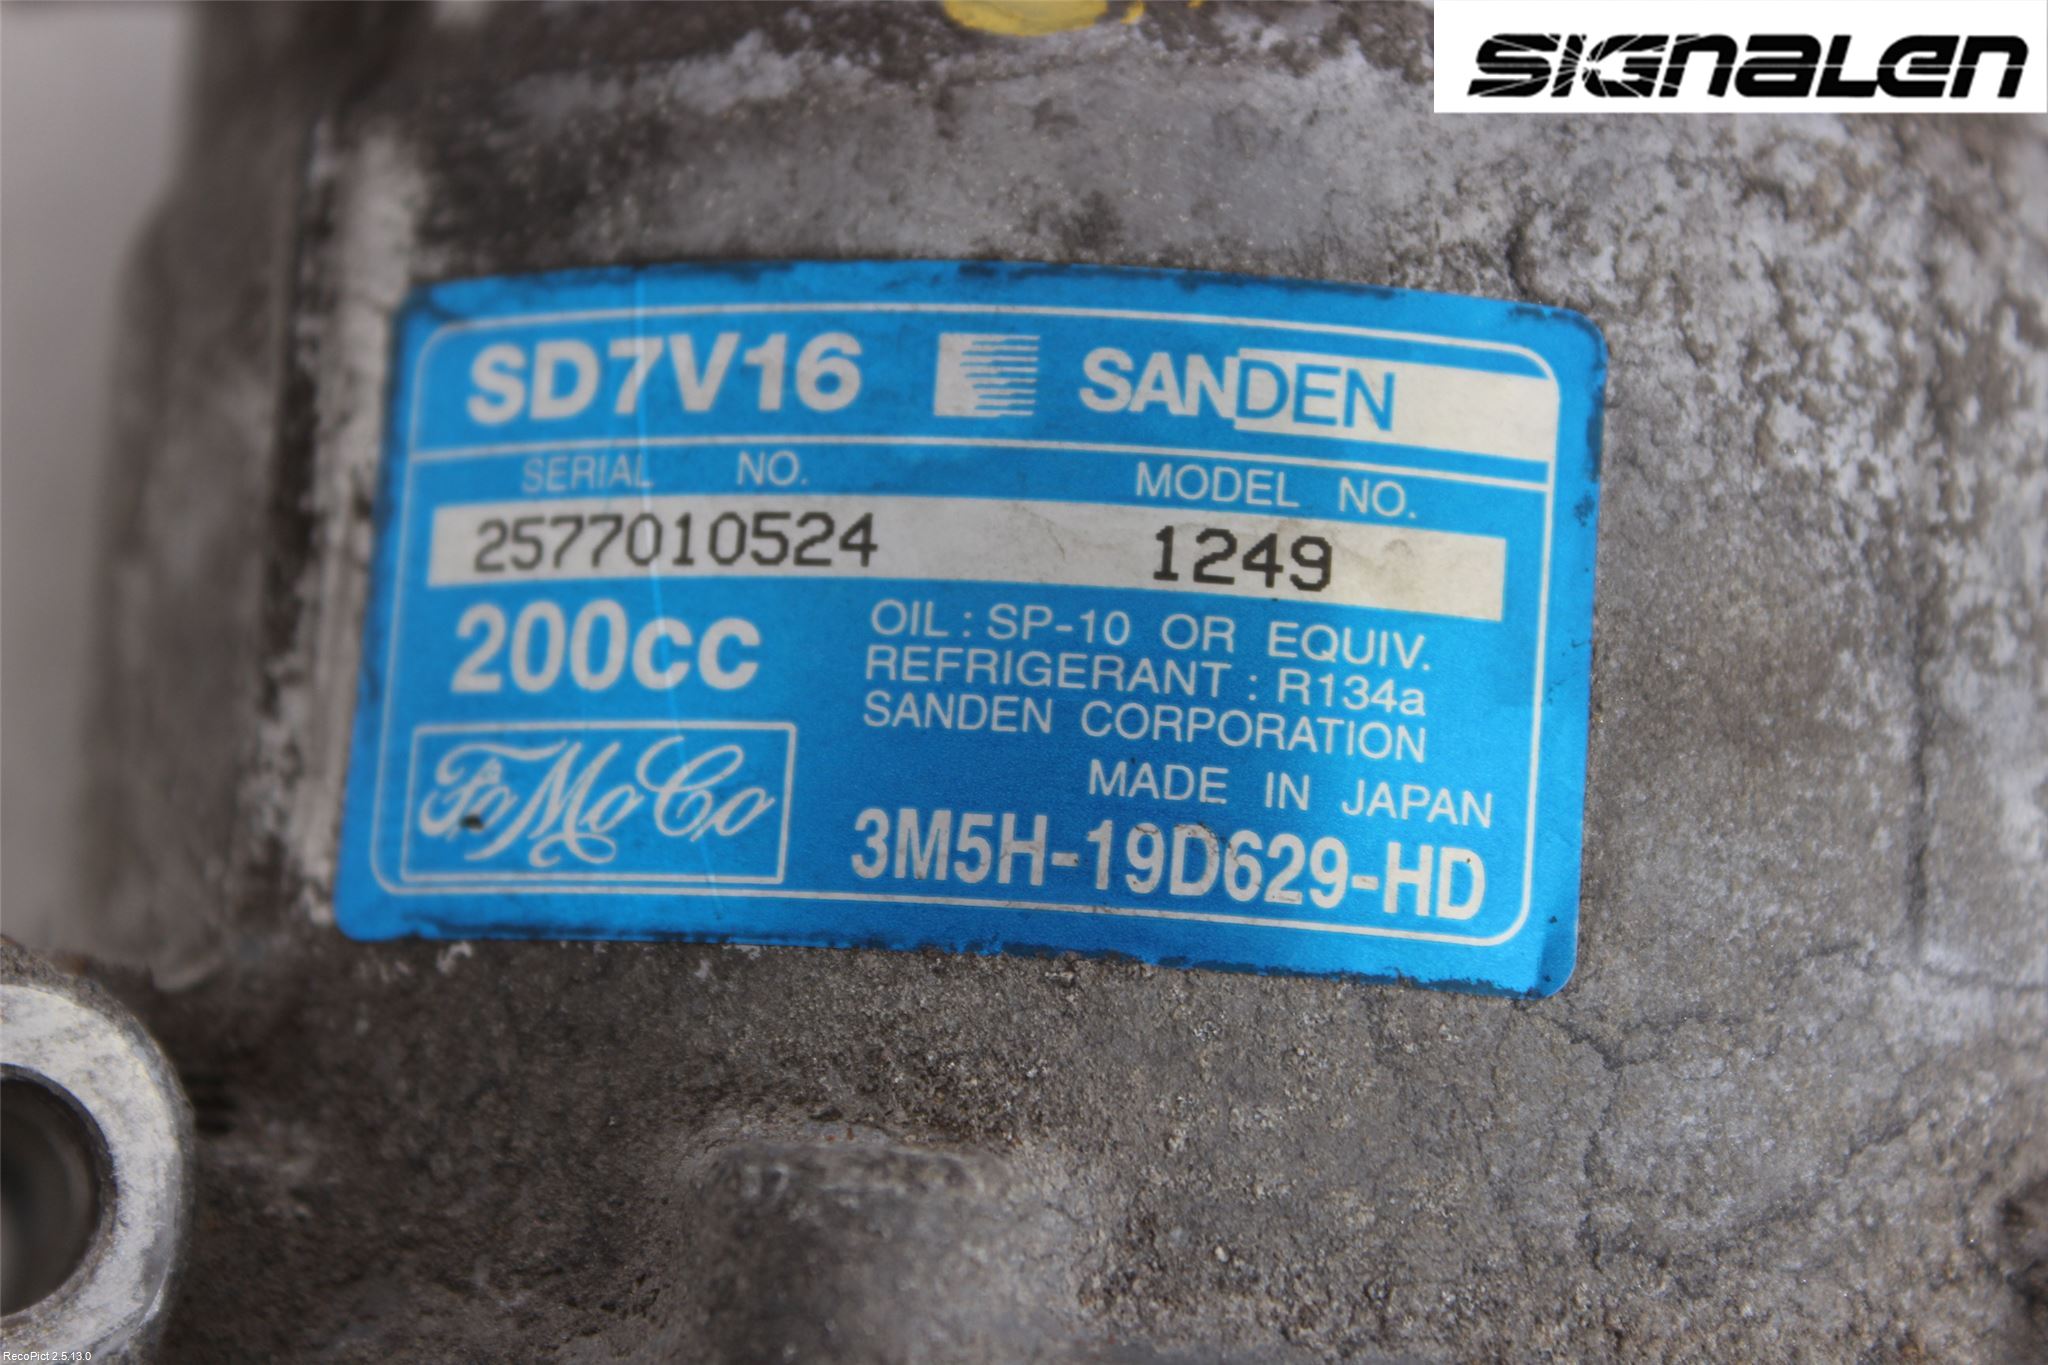 SIGNALEN
SD7V16 SANDEN
SERIAL NO. MODEL NO.
2577010524 1249
200cc
OIL : SP-10 OR EQUIV.
REFRIGERANT : R134a
SANDEN CORPORATION
MADE IN JAPAN
FoMoCo
3M5H-19D629-HD
RecoPict 2.5.13.0